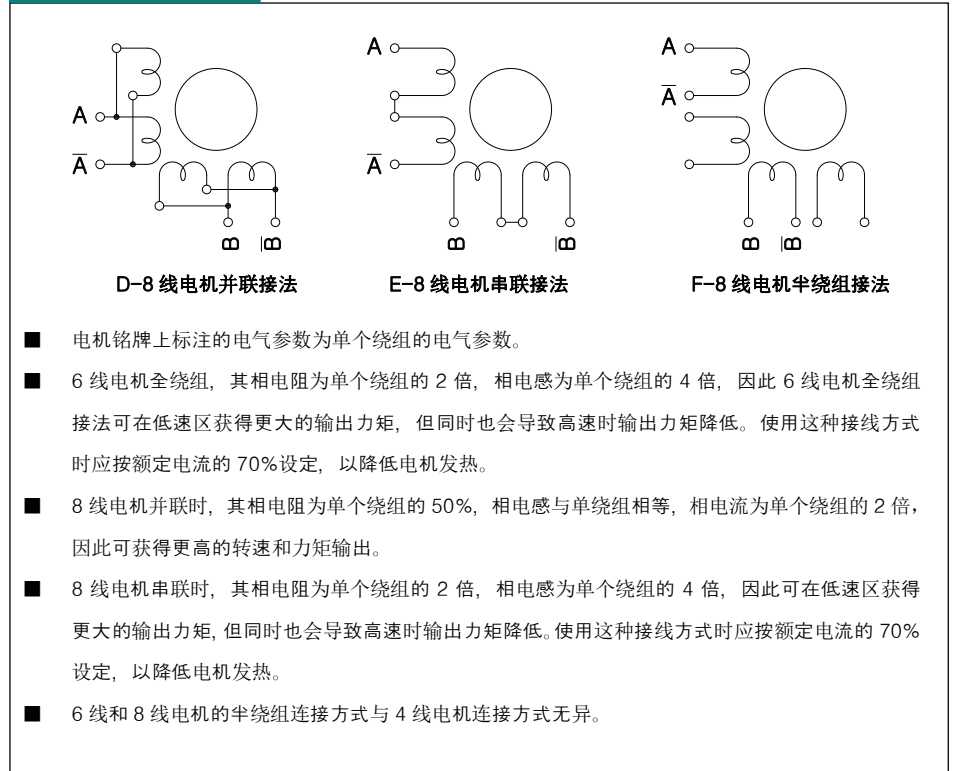 A
A
A
A̅
A̅
A̅
B
B̅
B
B̅
B
B̅
D-8 线电机并联接法
E-8 线电机串联接法
F-8 线电机半绕组接法
■ 电机铭牌上标注的电气参数为单个绕组的电气参数。
■ 6 线电机全绕组，其相电阻为单个绕组的 2 倍，相电感为单个绕组的 4 倍，因此 6 线电机全绕组
接法可在低速区获得更大的输出力矩，但同时也会导致高速时输出力矩降低。使用这种接线方式
时应按额定电流的 70%设定，以降低电机发热。
■ 8 线电机并联时，其相电阻为单个绕组的 50%，相电感与单绕组相等，相电流为单个绕组的 2 倍，
因此可获得更高的转速和力矩输出。
■ 8 线电机串联时，其相电阻为单个绕组的 2 倍，相电感为单个绕组的 4 倍，因此可在低速区获得
更大的输出力矩，但同时也会导致高速时输出力矩降低。使用这种接线方式时应按额定电流的 70%
设定，以降低电机发热。
■ 6 线和 8 线电机的半绕组连接方式与 4 线电机连接方式无异。